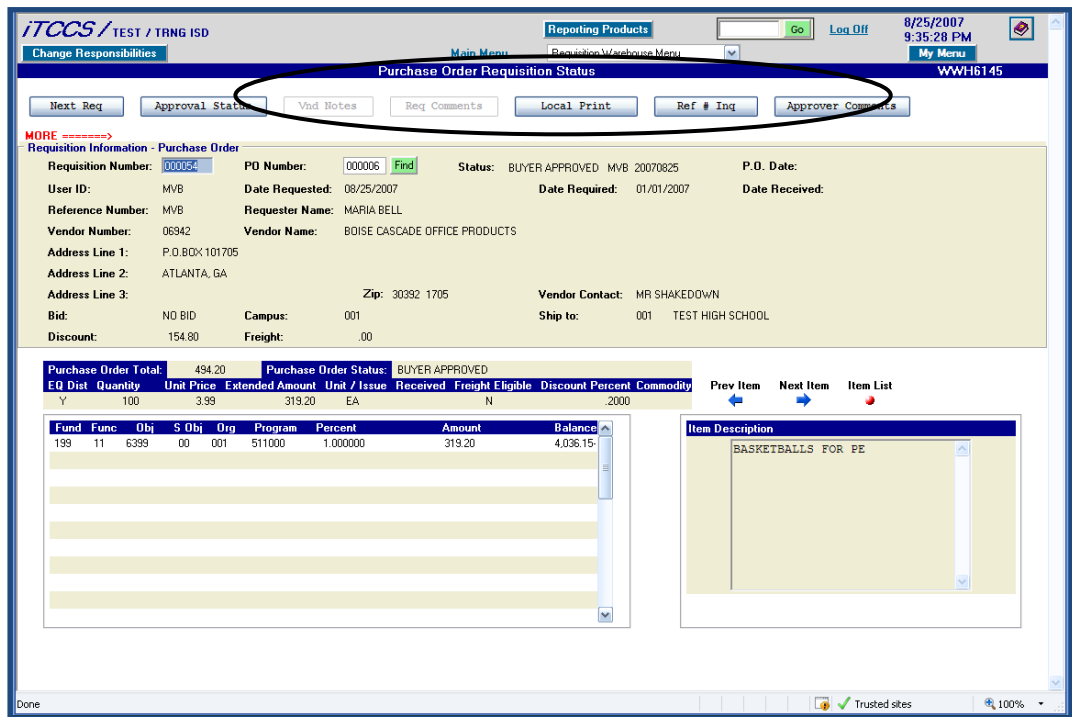 iTCCS / TEST / TRNG ISD Reporting Products Go Log Off 8/25/2007
9:35:28 PM
Change Responsibilities Main Menu Requisition Warehouse Menu My Menu
Purchase Order Requisition Status WWH6145
Next Req Approval Status Vnd Notes Req Comments Local Print Ref # Inq Approver Comments
MORE =======>
Requisition Information - Purchase Order
Requisition Number: 000054 PO Number: 000006 Find Status: BUYER APPROVED MVB 20070825 P.O. Date:
User ID: MVB Date Requested: 08/25/2007 Date Required: 01/01/2007 Date Received:
Reference Number: MVB Requester Name: MARIA BELL
Vendor Number: 06942 Vendor Name: BOISE CASCADE OFFICE PRODUCTS
Address Line 1: P.O.BOX 101705
Address Line 2: ATLANTA, GA
Address Line 3: Zip: 30392 1705 Vendor Contact: MR SHAKEDOWN
Bid: NO BID Campus: 001 Ship to: 001 TEST HIGH SCHOOL
Discount: 154.80 Freight: .00
Purchase Order Total: 494.20 Purchase Order Status: BUYER APPROVED
EQ Dist Quantity Unit Price Extended Amount Unit / Issue Received Freight Eligible Discount Percent Commodity Prev Item Next Item Item List
Y 100 3.99 319.20 EA N .2000
Fund Func Obj S Obj Org Program Percent Amount Balance
199 11 6399 00 001 511000 1.000000 319.20 4,036.15-
Item Description
BASKETBALLS FOR PE
Done Trusted sites 100%